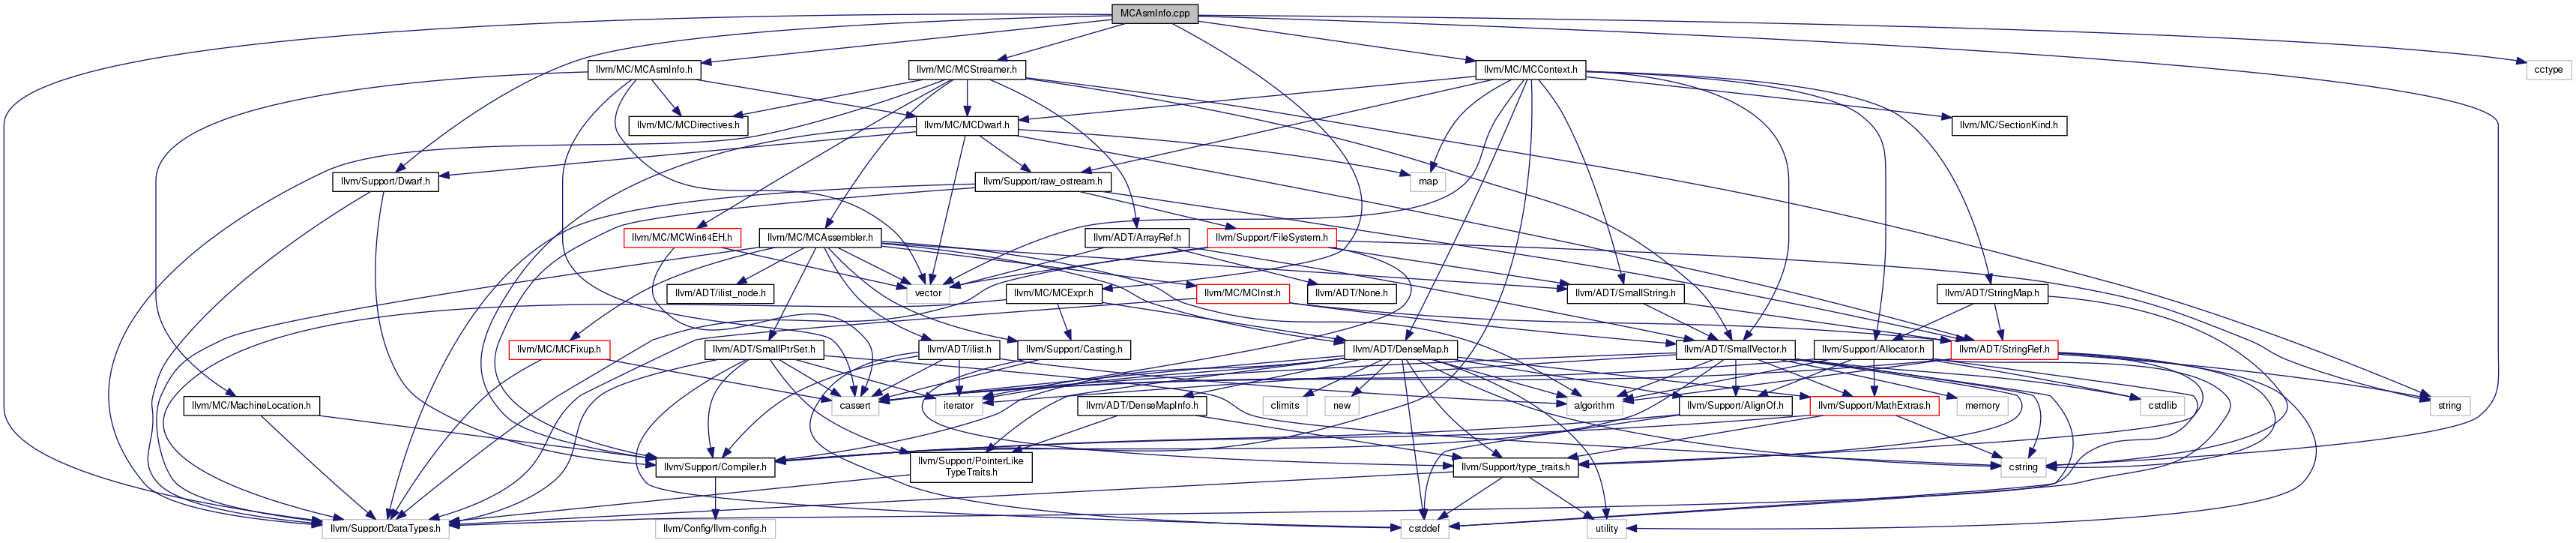 MCAsmInfo.cpp
llvm/MC/MCAsmInfo.h
llvm/MC/MCStreamer.h
llvm/MC/MCContext.h
cctype
llvm/MC/MCDirectives.h
llvm/MC/MCDwarf.h
llvm/MC/SectionKind.h
llvm/Support/Dwarf.h
llvm/Support/raw_ostream.h
map
llvm/MC/MCWin64EH.h
llvm/MC/MCAssembler.h
llvm/ADT/ArrayRef.h
llvm/Support/FileSystem.h
llvm/ADT/ilist_node.h
vector
llvm/MC/MCExpr.h
llvm/MC/MCInst.h
llvm/ADT/None.h
llvm/ADT/SmallString.h
llvm/ADT/StringMap.h
llvm/MC/MCFixup.h
llvm/ADT/SmallPtrSet.h
llvm/ADT/ilist.h
llvm/Support/Casting.h
llvm/ADT/DenseMap.h
llvm/ADT/SmallVector.h
llvm/Support/Allocator.h
llvm/ADT/StringRef.h
llvm/MC/MachineLocation.h
cassert
iterator
llvm/ADT/DenseMapInfo.h
climits
new
algorithm
llvm/Support/AlignOf.h
llvm/Support/MathExtras.h
memory
cstdlib
string
llvm/Support/Compiler.h
llvm/Support/PointerLike
TypeTraits.h
llvm/Support/type_traits.h
cstring
llvm/Support/DataTypes.h
llvm/Config/llvm-config.h
cstddef
utility